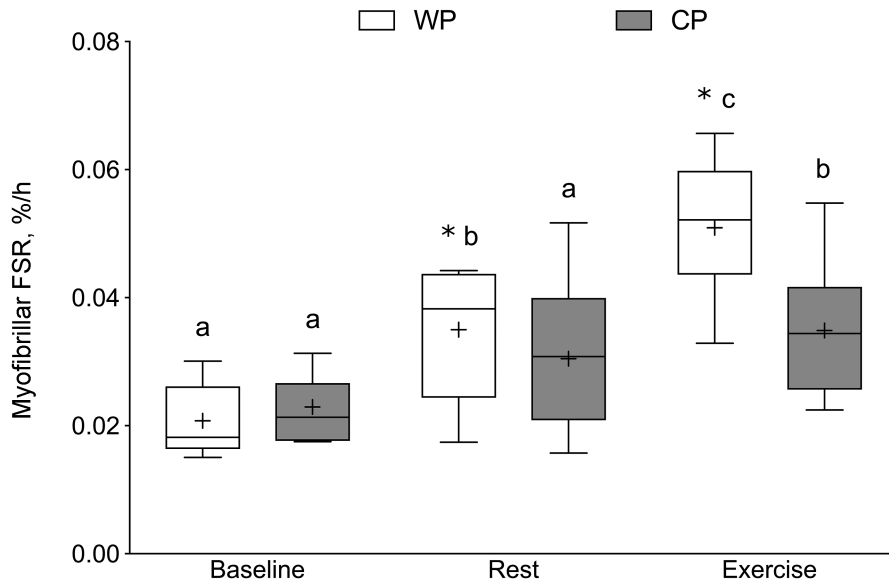 WP CP
0.08
* c
0.06
b
a
* b
0.04
a a
0.02
0.00
Baseline Rest Exercise
Myofibrillar FSR, %/h